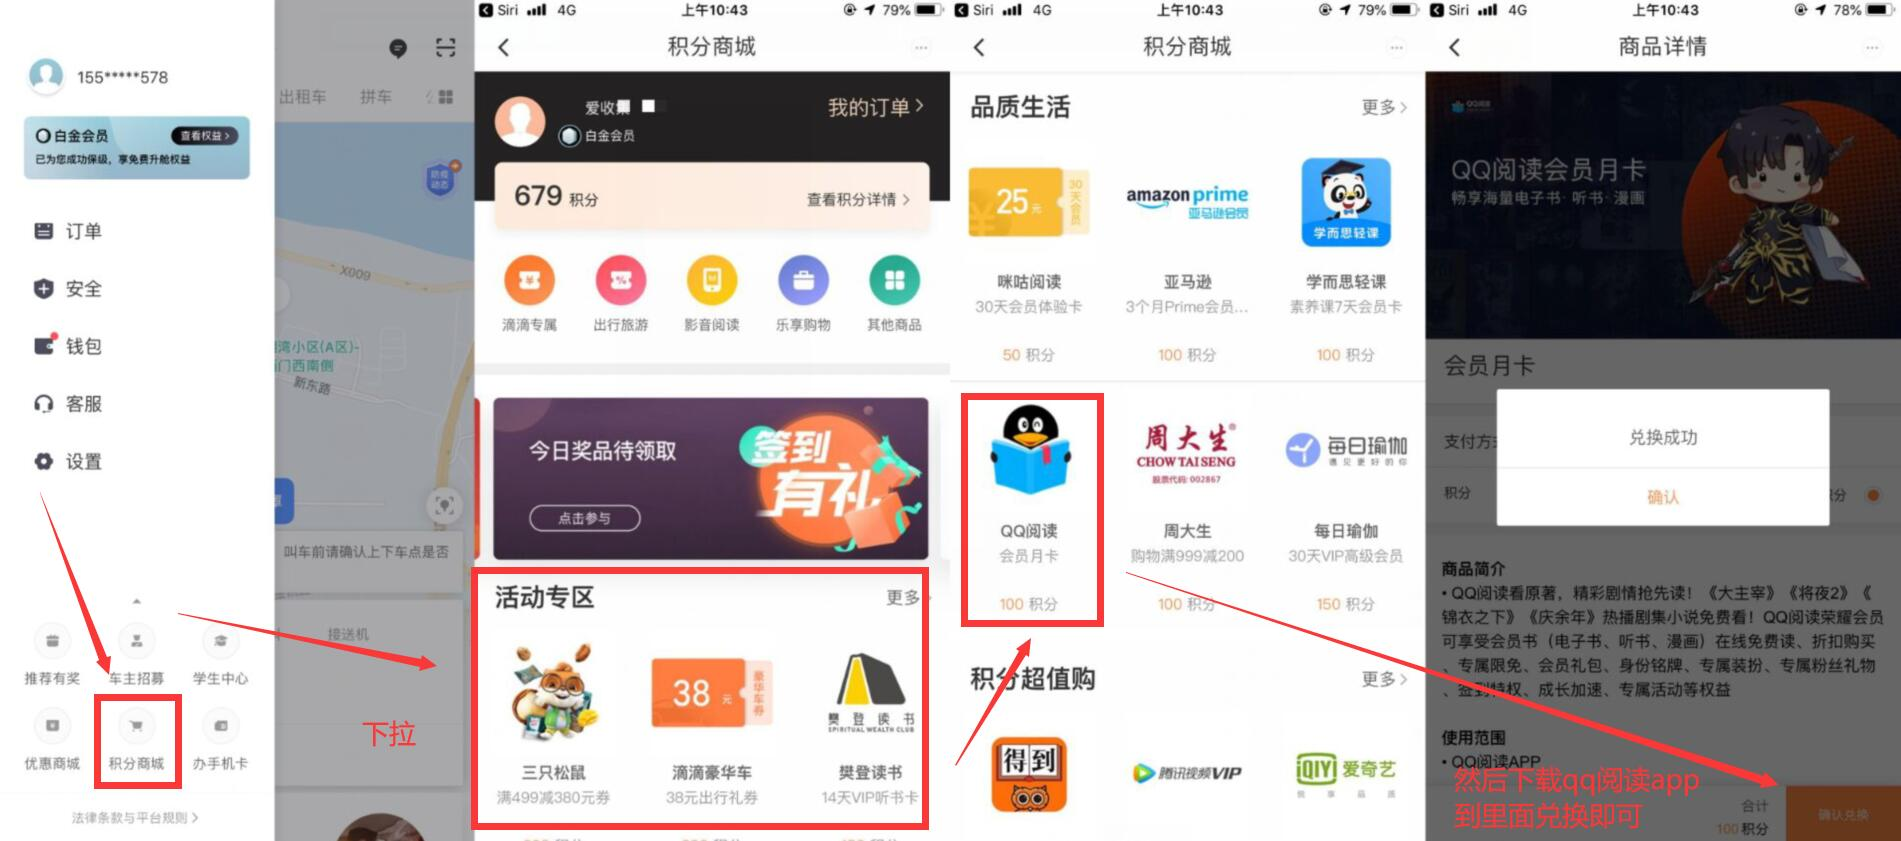 155*****578
白金会员
查看权益 >
已为您成功保级，享免费升舱权益
订单
安全
钱包
客服
设置
推荐有奖
车主招募
学生中心
优惠商城
积分商城
办手机卡
法律条款与平台规则 >
出租车
拼车
防疫
动态
X009
湾小区(A区)-
门西南侧
新东路
叫车前请确认上下车点是否
接送机
下拉
Siri 4G 上午10:43 79%
积分商城
爱收
白金会员
我的订单 >
679 积分
查看积分详情 >
滴滴专属
出行旅游
影音阅读
乐享购物
其他商品
今日奖品待领取
点击参与
签到
有礼
活动专区
更多
38元
豪华车券
樊登读书
SPIRITUAL WEALTH CLUB
三只松鼠
满499减380元券
滴滴豪华车
38元出行礼券
樊登读书
14天VIP听书卡
Siri 4G 上午10:43 79%
积分商城
品质生活
更多 >
25元
30天会员
amazon prime
亚马逊会员
学而思轻课
咪咕阅读
30天会员体验卡
50 积分
亚马逊
3个月Prime会员...
100 积分
学而思轻课
素养课7天会员卡
100 积分
周大生®
CHOW TAI SENG
股票代码: 002867
每日瑜伽
遇见更好的你
QQ阅读
会员月卡
100 积分
周大生
购物满999减200
100 积分
每日瑜伽
30天VIP高级会员
150 积分
积分超值购
更多 >
得到
腾讯视频VIP
QIY 爱奇艺
悦享品质
Siri 4G 上午10:43 78%
商品详情
QQ阅读
QQ阅读会员月卡
畅享海量电子书·听书·漫画
会员月卡
支付方
积分
兑换成功
确认
商品简介
• QQ阅读看原著，精彩剧情抢先读！《大主宰》《将夜2》《
锦衣之下》《庆余年》热播剧集小说免费看！QQ阅读荣耀会员
可享受会员书（电子书、听书、漫画）在线免费读、折扣购买
、专属限免、会员礼包、身份铭牌、专属装扮、专属粉丝礼物
、签到特权、成长加速、专属活动等权益
使用范围
• QQ阅读APP
然后下载qq阅读app
到里面兑换即可
合计
100积分
确认兑换